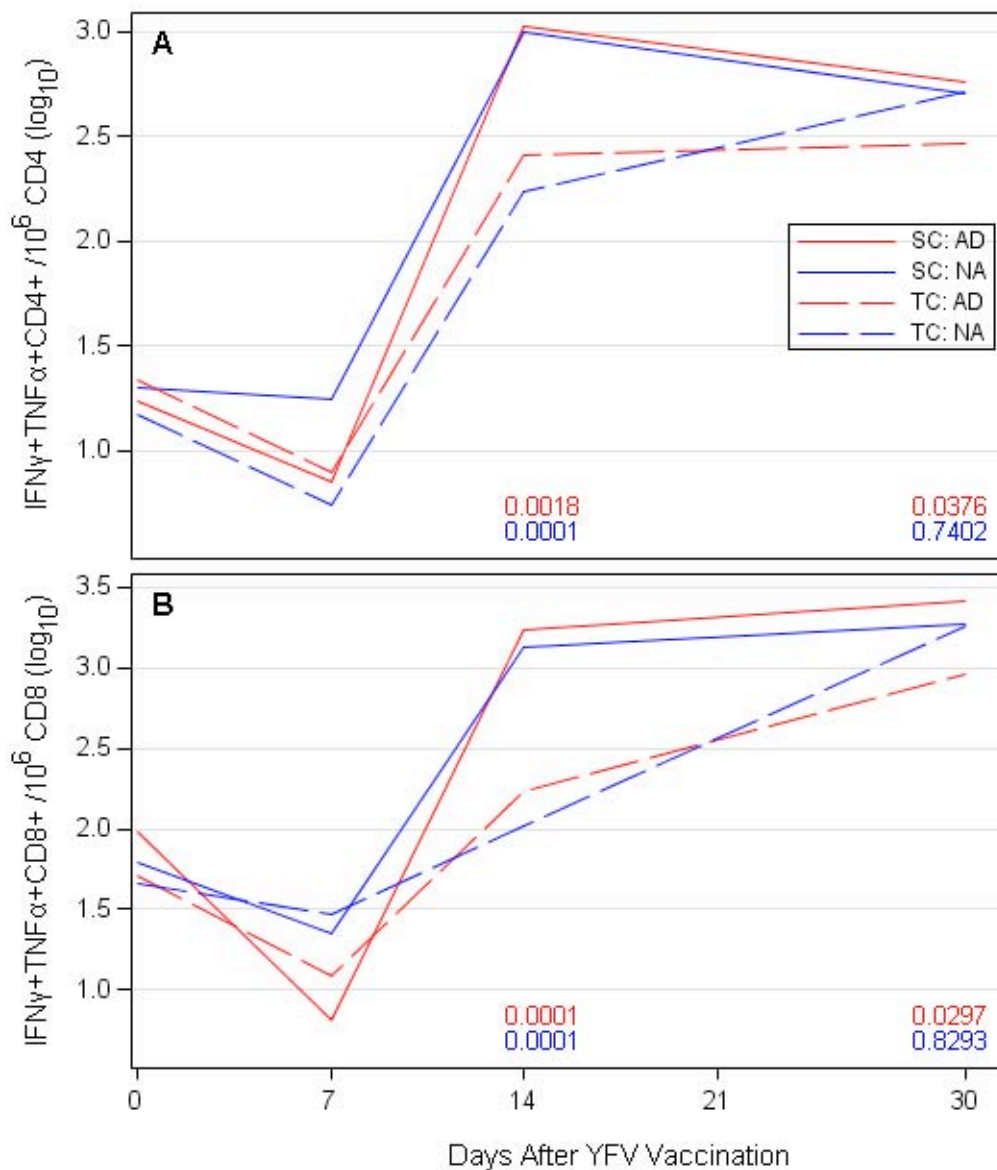 A
IFNγ+TNFα+CD4+ /10⁶ CD4 (log₁₀)
3.0
2.5
2.0
1.5
1.0
SC: AD
SC: NA
TC: AD
TC: NA
0.0018 0.0376
0.0001 0.7402
B
IFNγ+TNFα+CD8+ /10⁶ CD8 (log₁₀)
3.5
3.0
2.5
2.0
1.5
1.0
0.0001 0.0297
0.0001 0.8293
0 7 14 21 30
Days After YFV Vaccination